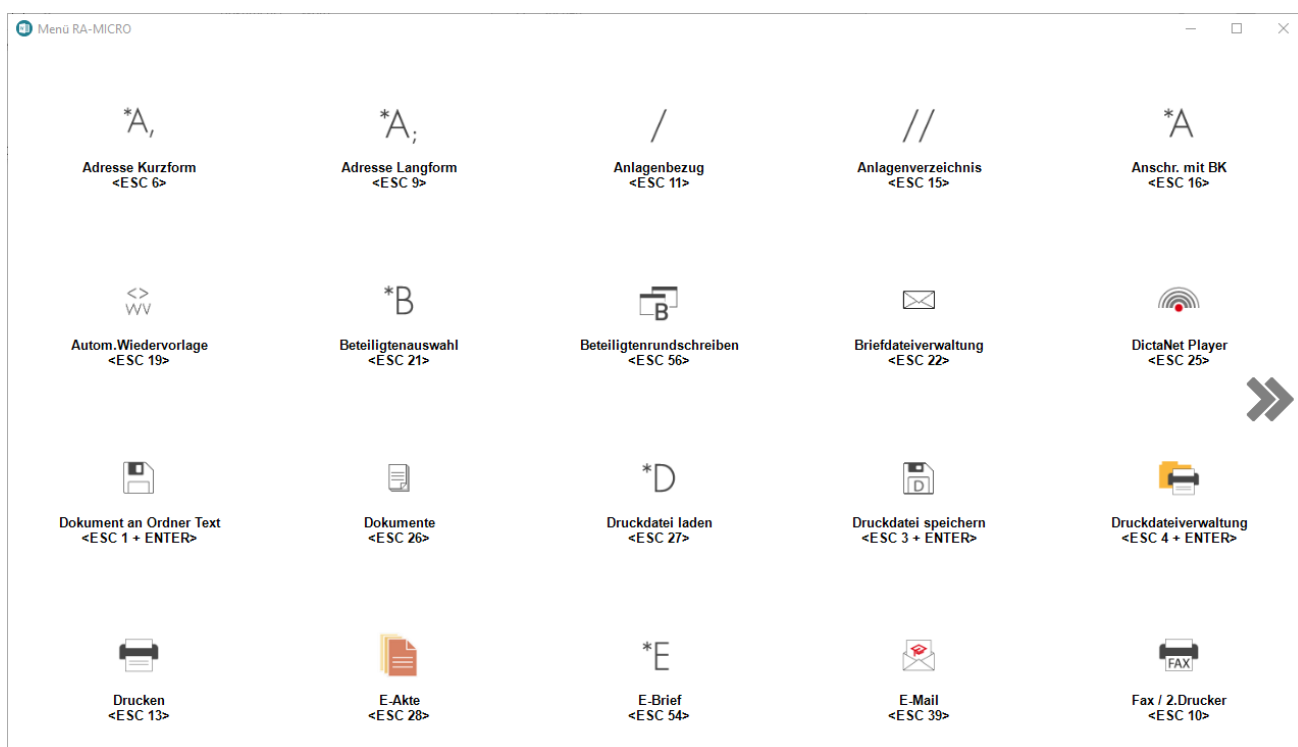 Menü RA-MICRO
*A,
*A;
/
//
*A
Adresse Kurzform
<ESC 6>
Adresse Langform
<ESC 9>
Anlagenbezug
<ESC 11>
Anlagenverzeichnis
<ESC 15>
Anschr. mit BK
<ESC 16>
<>
WV
*B
B
Autom.Wiedervorlage
<ESC 19>
Beteiligtenauswahl
<ESC 21>
Beteiligtenrundschreiben
<ESC 56>
Briefdateiverwaltung
<ESC 22>
DictaNet Player
<ESC 25>
*D
D
Dokument an Ordner Text
<ESC 1 + ENTER>
Dokumente
<ESC 26>
Druckdatei laden
<ESC 27>
Druckdatei speichern
<ESC 3 + ENTER>
Druckdateiverwaltung
<ESC 4 + ENTER>
*E
FAX
Drucken
<ESC 13>
E-Akte
<ESC 28>
E-Brief
<ESC 54>
E-Mail
<ESC 39>
Fax / 2.Drucker
<ESC 10>